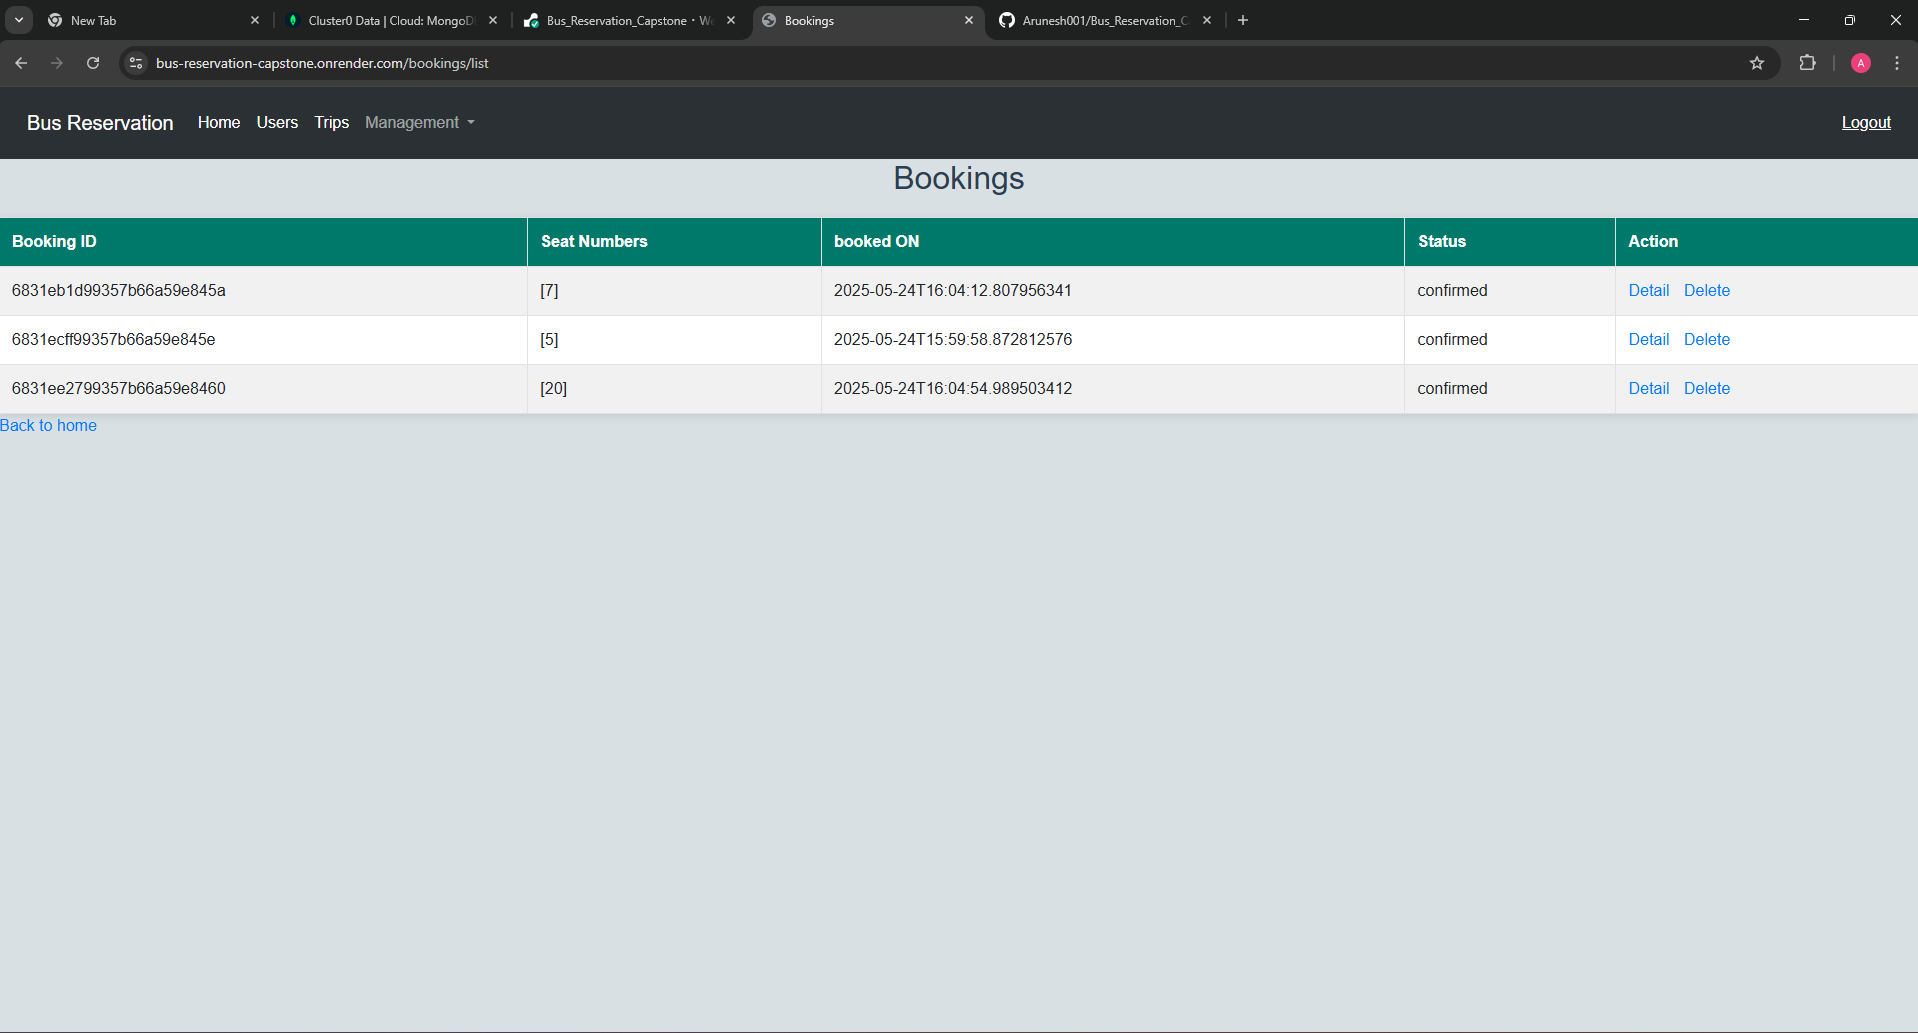 New Tab
Cluster0 Data | Cloud: MongoD
Bus_Reservation_Capstone · We
Bookings
Arunesh001/Bus_Reservation_C
bus-reservation-capstone.onrender.com/bookings/list
A
Bus Reservation Home Users Trips Management Logout
Bookings
Booking ID Seat Numbers booked ON Status Action
6831eb1d99357b66a59e845a [7] 2025-05-24T16:04:12.807956341 confirmed Detail Delete
6831ecff99357b66a59e845e [5] 2025-05-24T15:59:58.872812576 confirmed Detail Delete
6831ee2799357b66a59e8460 [20] 2025-05-24T16:04:54.989503412 confirmed Detail Delete
Back to home